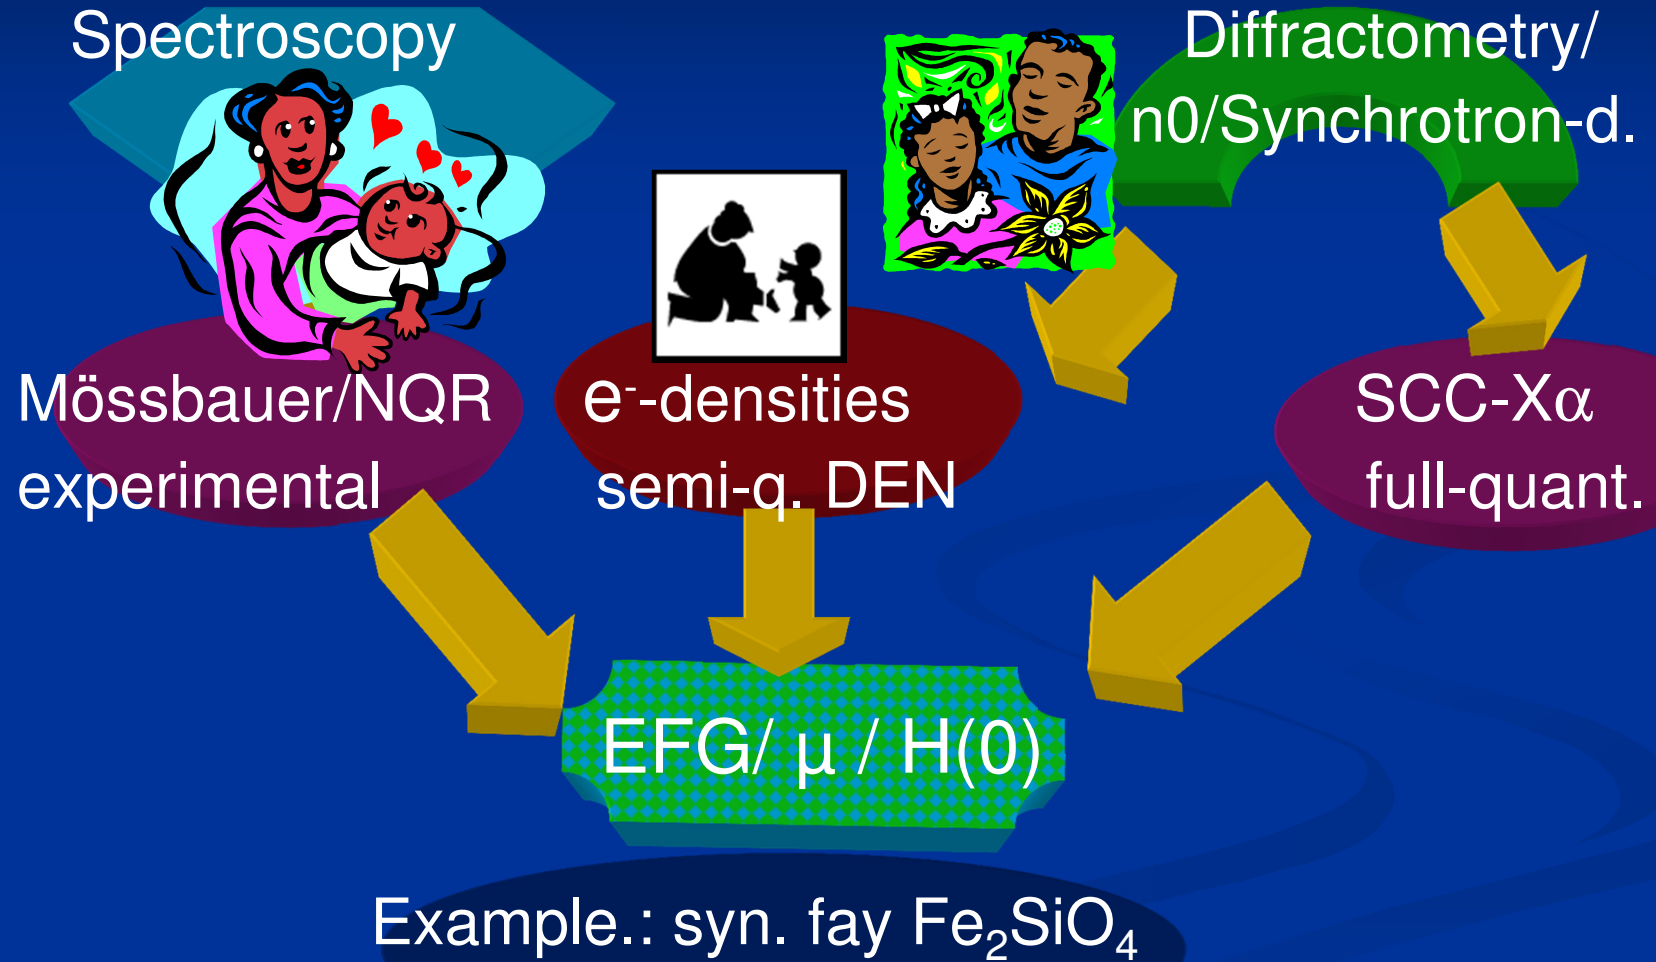 Spectroscopy
Diffractometry/
n0/Synchrotron-d.
Mössbauer/NQR
experimental
e⁻-densities
semi-q. DEN
SCC-Xα
full-quant.
EFG/ µ / H(0)
Example.: syn. fay Fe₂SiO₄